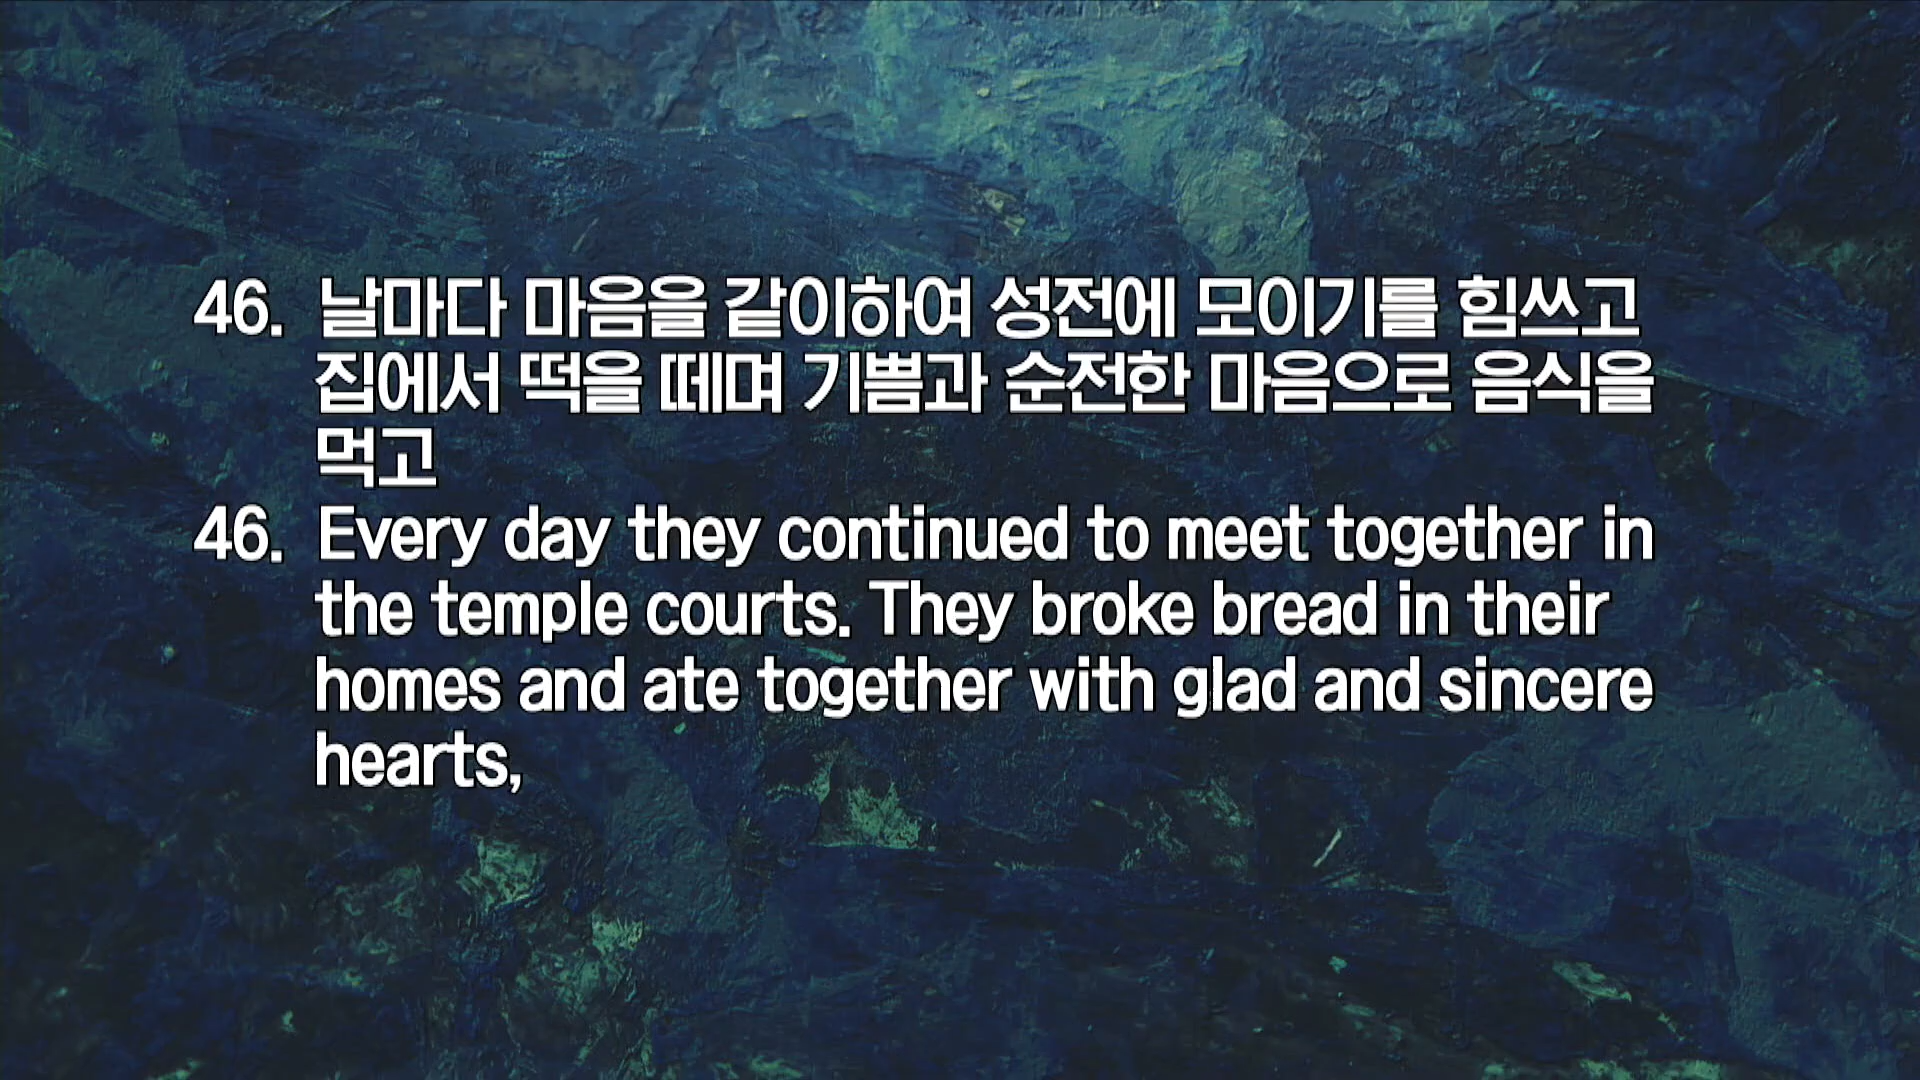 46. 날마다 마음을 같이하여 성전에 모이기를 힘쓰고
집에서 떡을 떼며 기쁨과 순전한 마음으로 음식을
먹고
46. Every day they continued to meet together in
the temple courts. They broke bread in their
homes and ate together with glad and sincere
hearts,